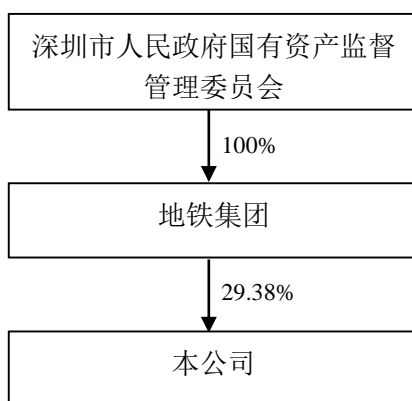 深圳市人民政府国有资产监督
管理委员会
100%
地铁集团
29.38%
本公司